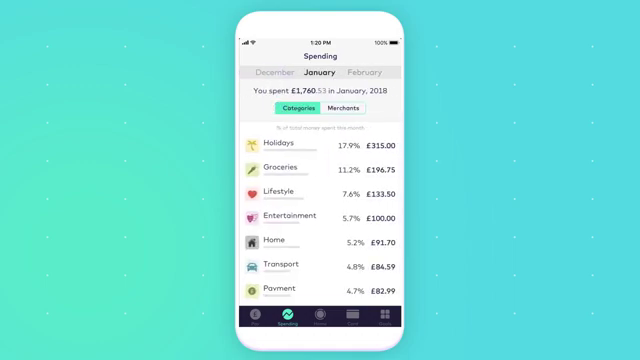 1:20 PM 100%
Spending
December January February
You spent £1,760.53 in January, 2018
Categories Merchants
% of total money spent this month
Holidays 17.9% £315.00
Groceries 11.2% £196.75
Lifestyle 7.6% £133.50
Entertainment 5.7% £100.00
Home 5.2% £91.70
Transport 4.8% £84.59
Payment 4.7% £82.99
Pay Spending Home Card